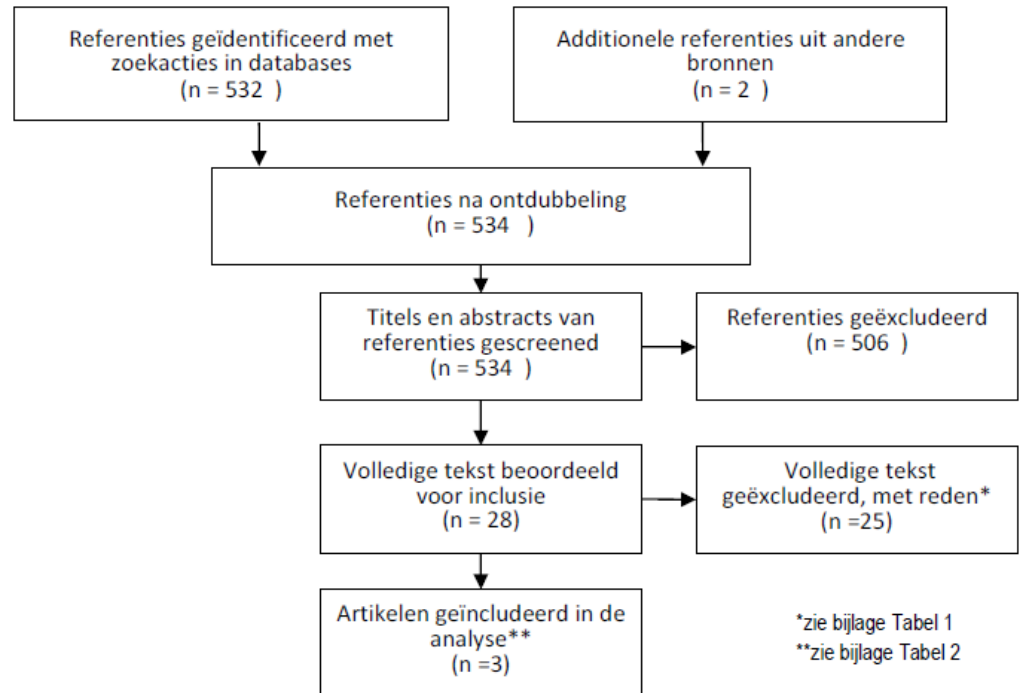 Referenties geïdentificeerd met
zoekacties in databases
(n = 532  )
Additionele referenties uit andere
bronnen
(n = 2  )
Referenties na ontdubbeling
(n = 534  )
Titels en abstracts van
referenties gescreened
(n = 534  )
Referenties geëxcludeerd
(n = 506  )
Volledige tekst beoordeeld
voor inclusie
(n = 28)
Volledige tekst
geëxcludeerd, met reden*
(n =25)
Artikelen geïncludeerd in de
analyse**
(n =3)
*zie bijlage Tabel 1
**zie bijlage Tabel 2